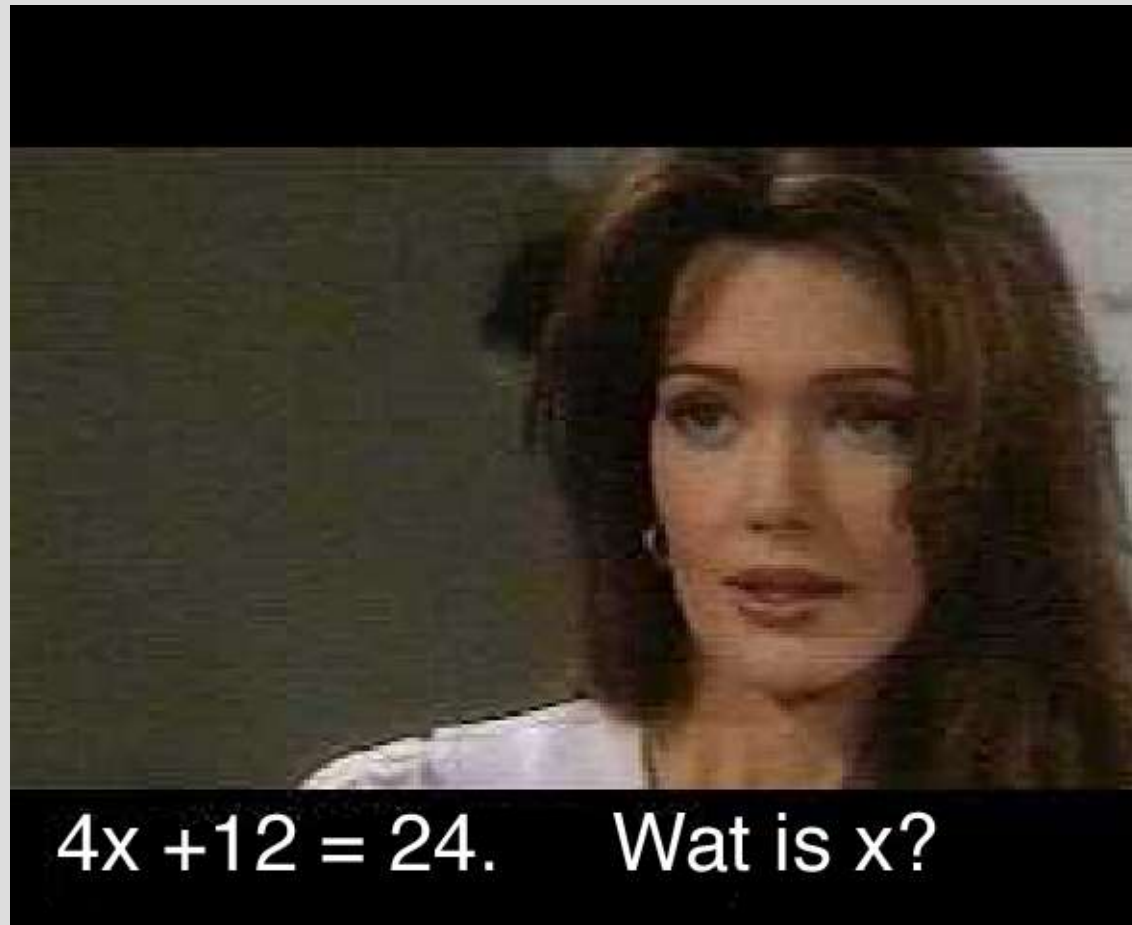 4x +12 = 24. Wat is x?